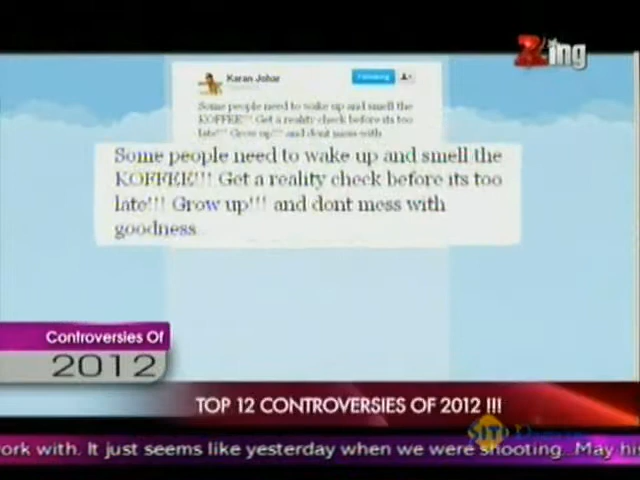 Zing
Karan Johar
Following
Some people need to wake up and smell the
KOFFEE!!! Get a reality check before its too
late!!! Grow up!!! and dont mess with
Some people need to wake up and smell the
KOFFEE!!! Get a reality check before its too
late!!! Grow up!!! and dont mess with
goodness
Controversies Of
2012
TOP 12 CONTROVERSIES OF 2012 !!!
SITI
ork with. It just seems like yesterday when we were shooting...May his